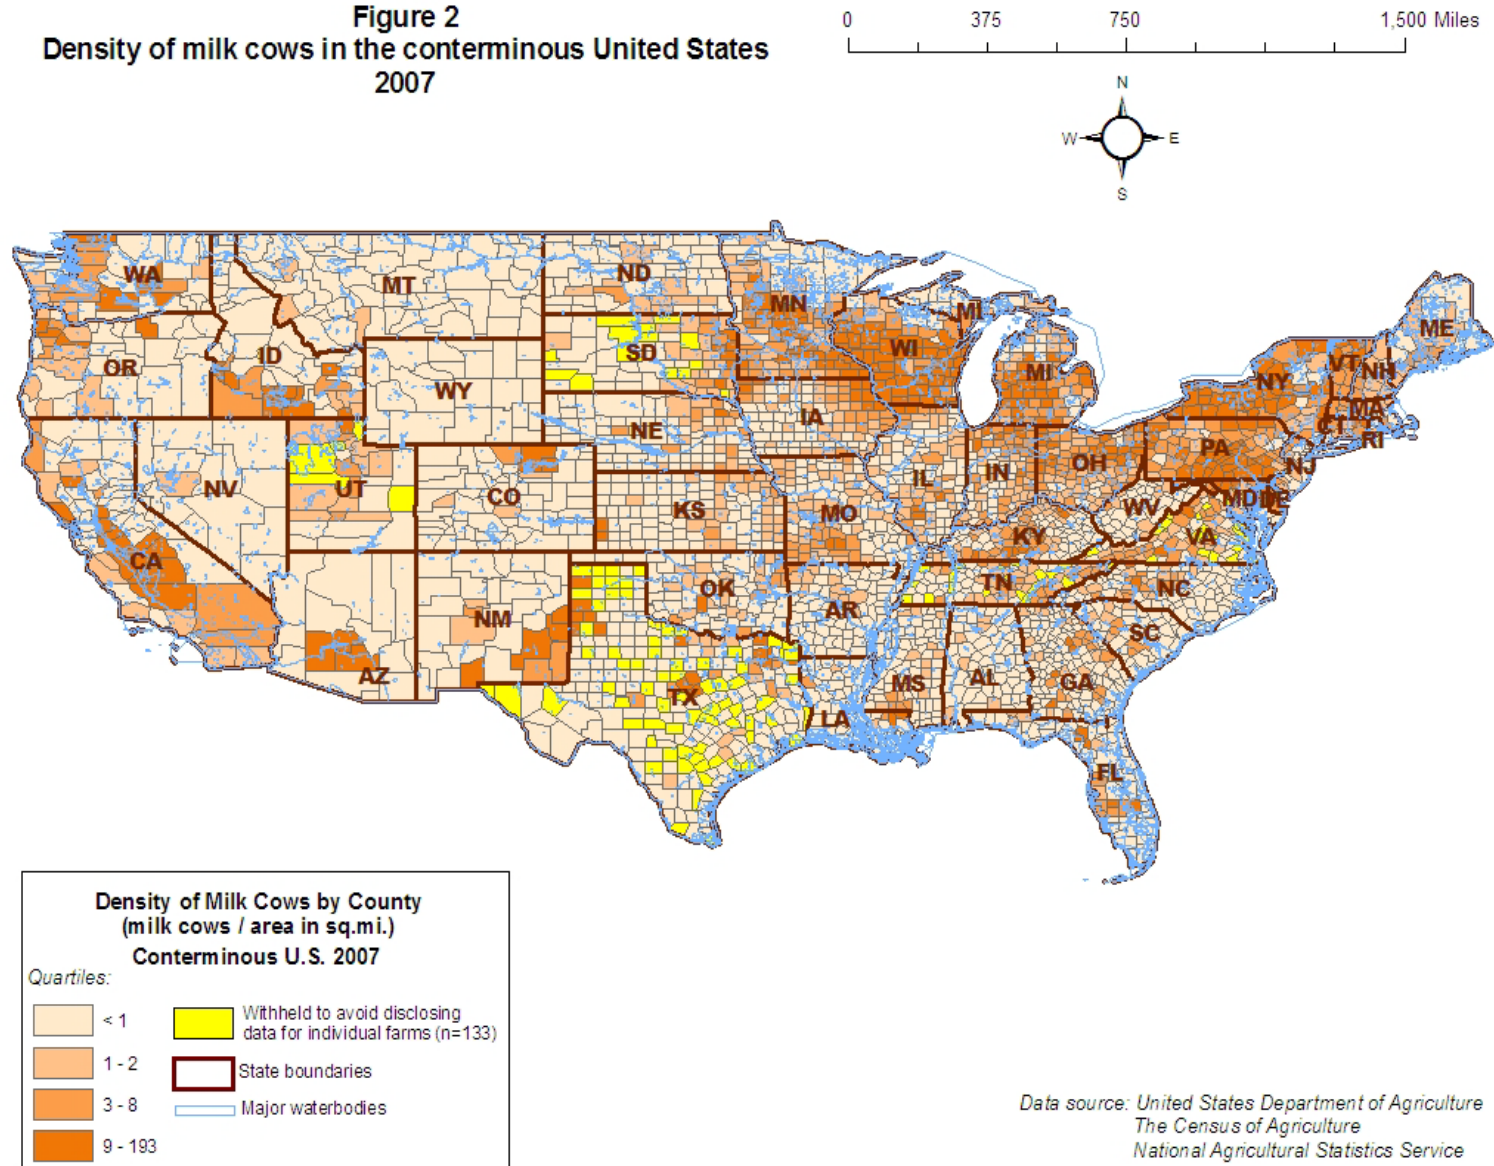 Figure 2
Density of milk cows in the conterminous United States
2007
0 375 750 1,500 Miles
N
W E
S
WA
MT
ND
MN
MI
ME
OR
ID
SD
WI
MI
VT
NH
NY
WY
IA
MA
CT
RI
NE
PA
NJ
NV
UT
CO
IL
IN
OH
MD
DE
KS
MO
WV
VA
KY
CA
OK
TN
NC
AR
NM
SC
AZ
TX
MS
AL
GA
LA
FL
Density of Milk Cows by County
(milk cows / area in sq.mi.)
Conterminous U.S. 2007
Quartiles:
< 1
1 - 2
3 - 8
9 - 193
Withheld to avoid disclosing
data for individual farms (n=133)
State boundaries
Major waterbodies
Data source: United States Department of Agriculture
The Census of Agriculture
National Agricultural Statistics Service